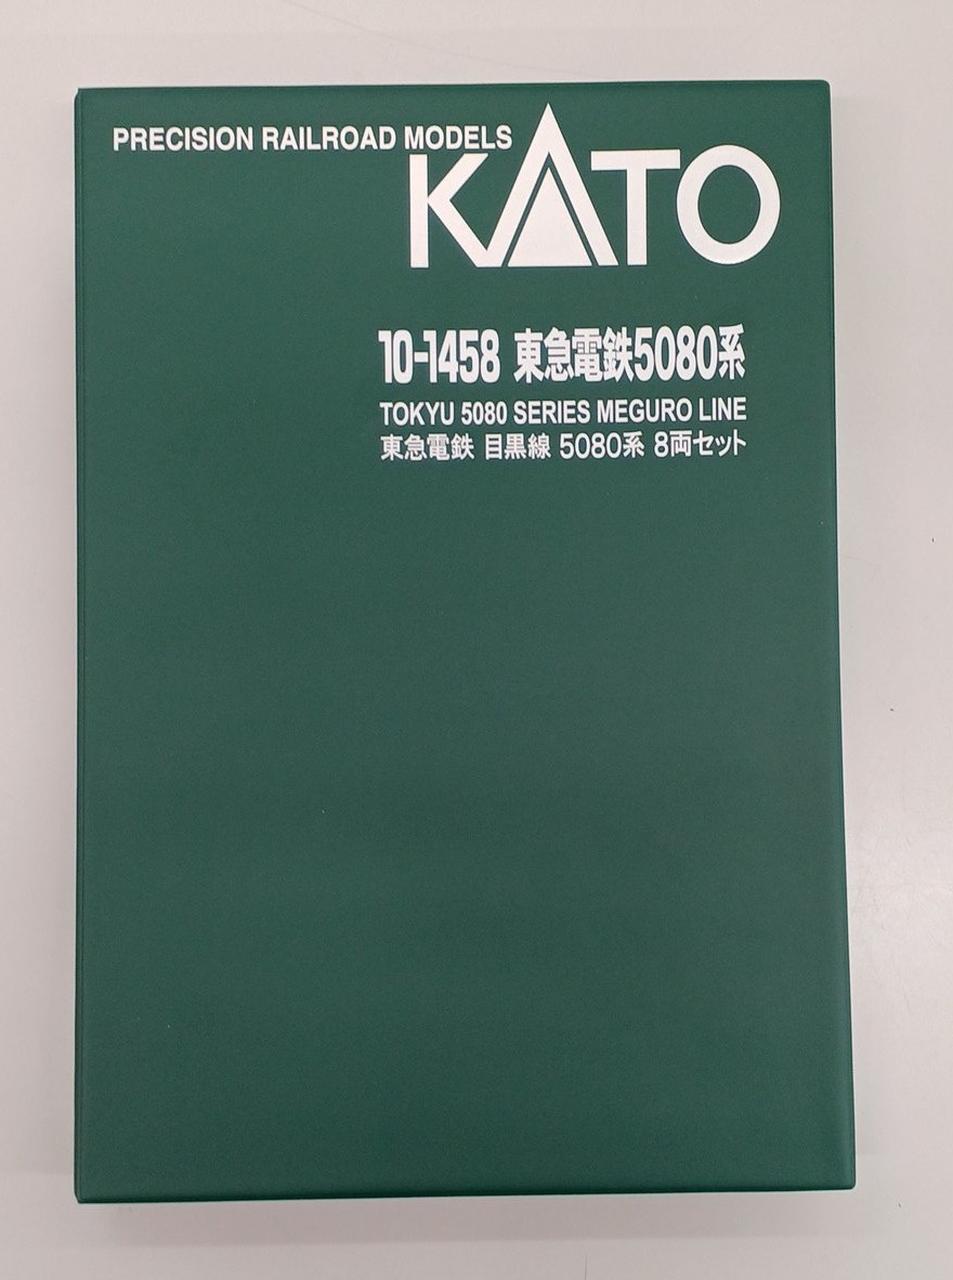 PRECISION RAILROAD MODELS
KATO
10-1458 東急電鉄5080系
TOKYU 5080 SERIES MEGURO LINE
東急電鉄 目黒線 5080系 8両セット